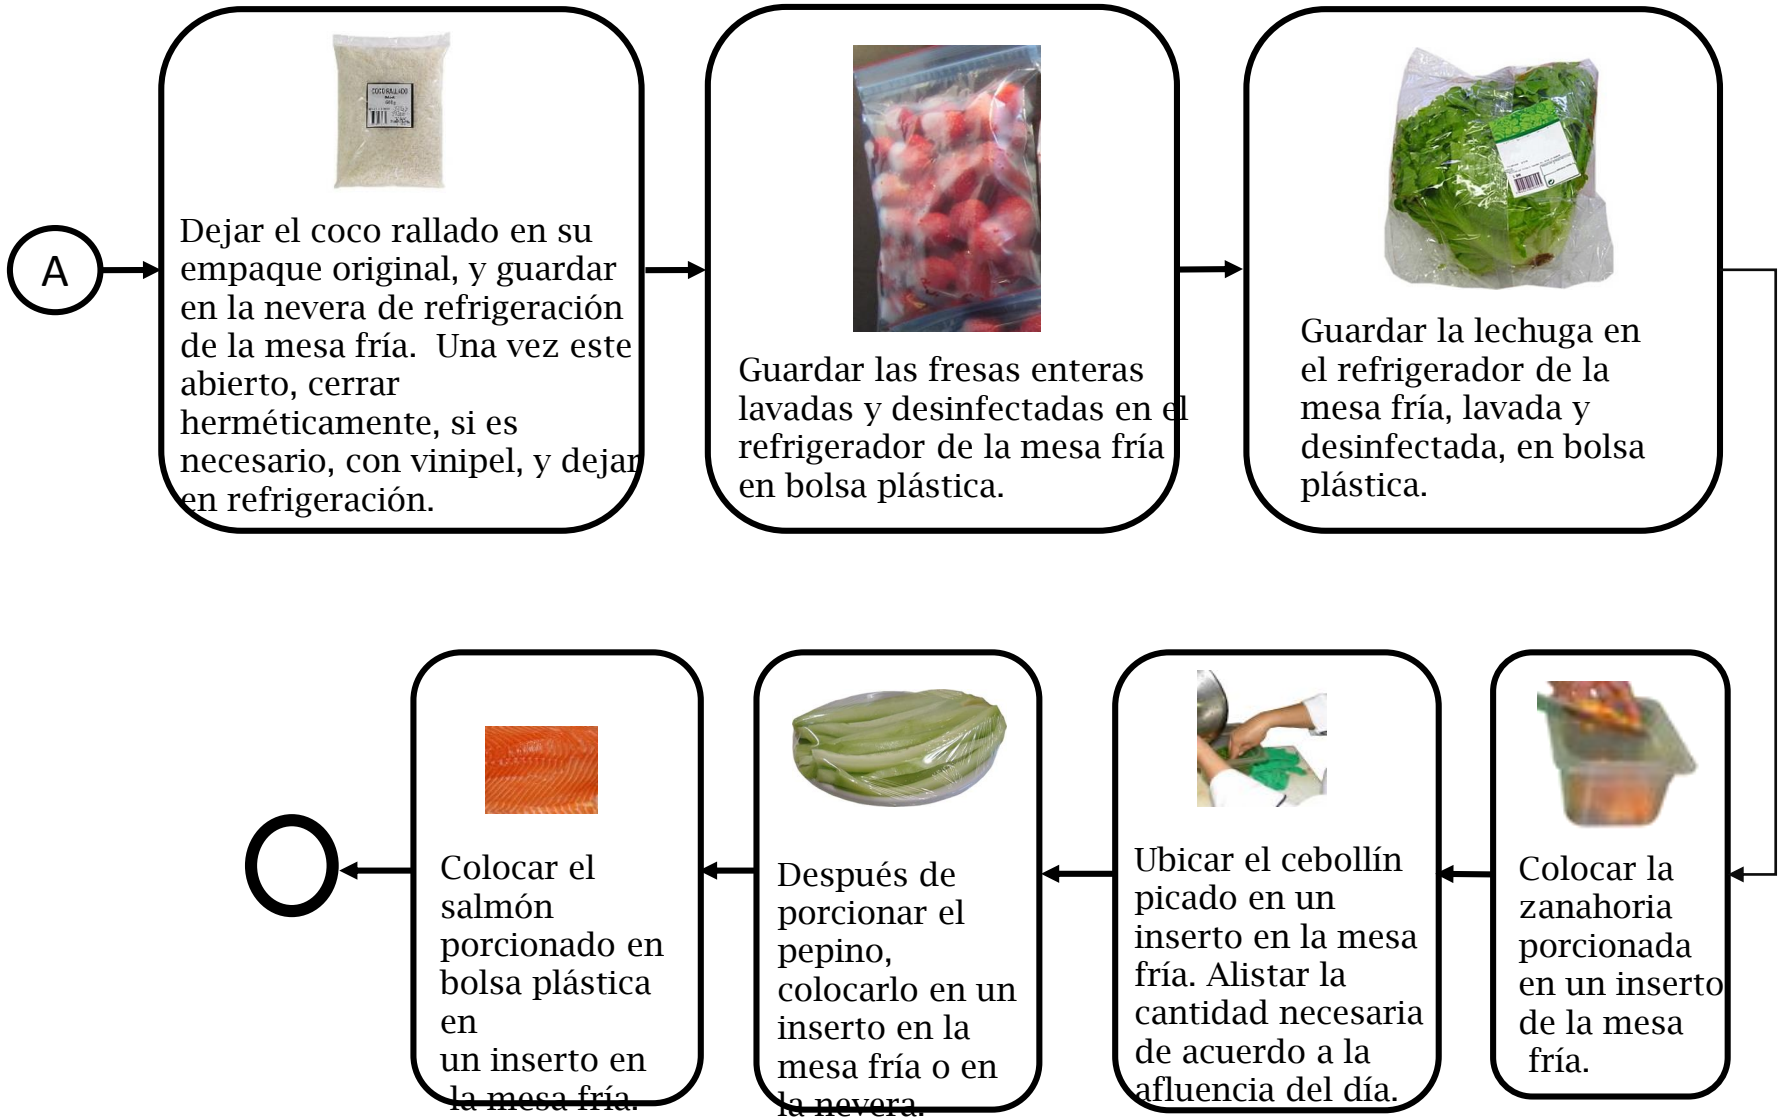 A
COCO RALLADO
Dejar el coco rallado en su
empaque original, y guardar
en la nevera de refrigeración
de la mesa fría.  Una vez este
abierto, cerrar
herméticamente, si es
necesario, con vinipel, y dejar
en refrigeración.
Guardar las fresas enteras
lavadas y desinfectadas en el
refrigerador de la mesa fría
en bolsa plástica.
Guardar la lechuga en
el refrigerador de la
mesa fría, lavada y
desinfectada, en bolsa
plástica.
Colocar la
zanahoria
porcionada
en un inserto
de la mesa
fría.
Ubicar el cebollín
picado en un
inserto en la mesa
fría. Alistar la
cantidad necesaria
de acuerdo a la
afluencia del día.
Después de
porcionar el
pepino,
colocarlo en un
inserto en la
mesa fría o en
la nevera.
Colocar el
salmón
porcionado en
bolsa plástica
en
un inserto en
la mesa fría.